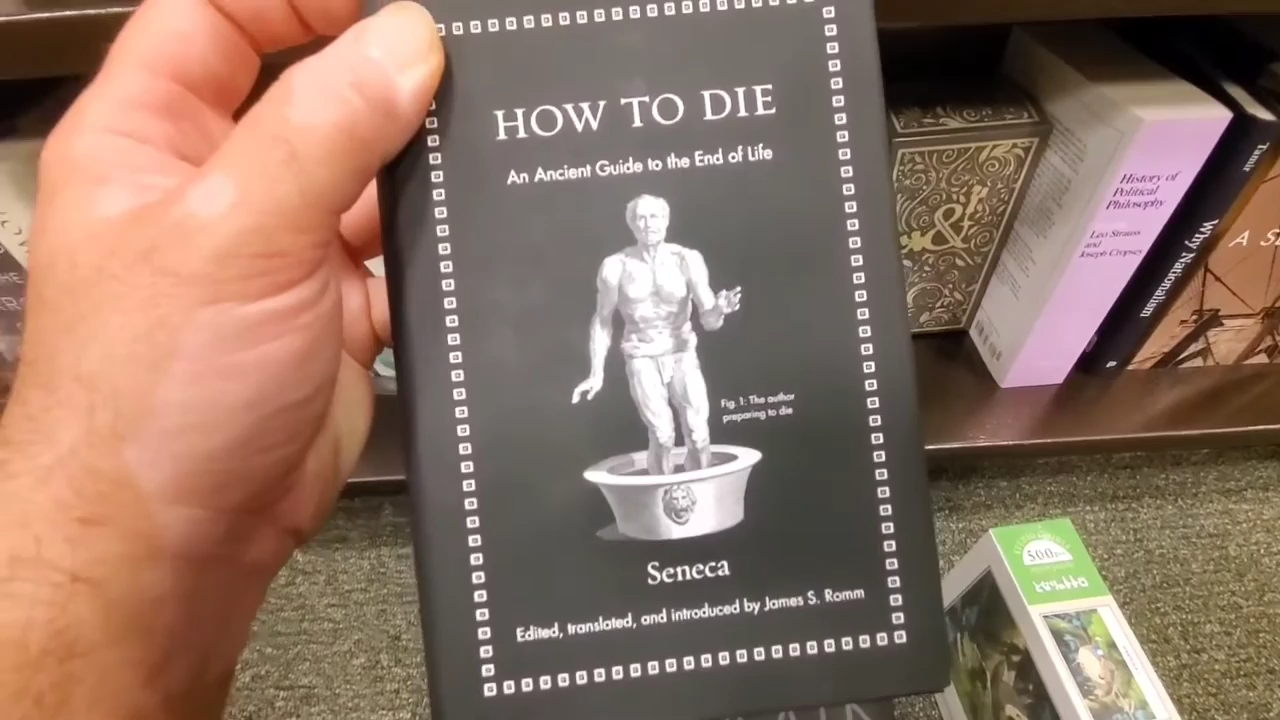 HOW TO DIE
An Ancient Guide to the End of Life
Fig. 1: The author
preparing to die
Seneca
Edited, translated, and introduced by James S. Romm
&
History of
Political
Philosophy
Leo Strauss
and
Joseph Cropsey
Why Nationalism
Tamir
A S
500